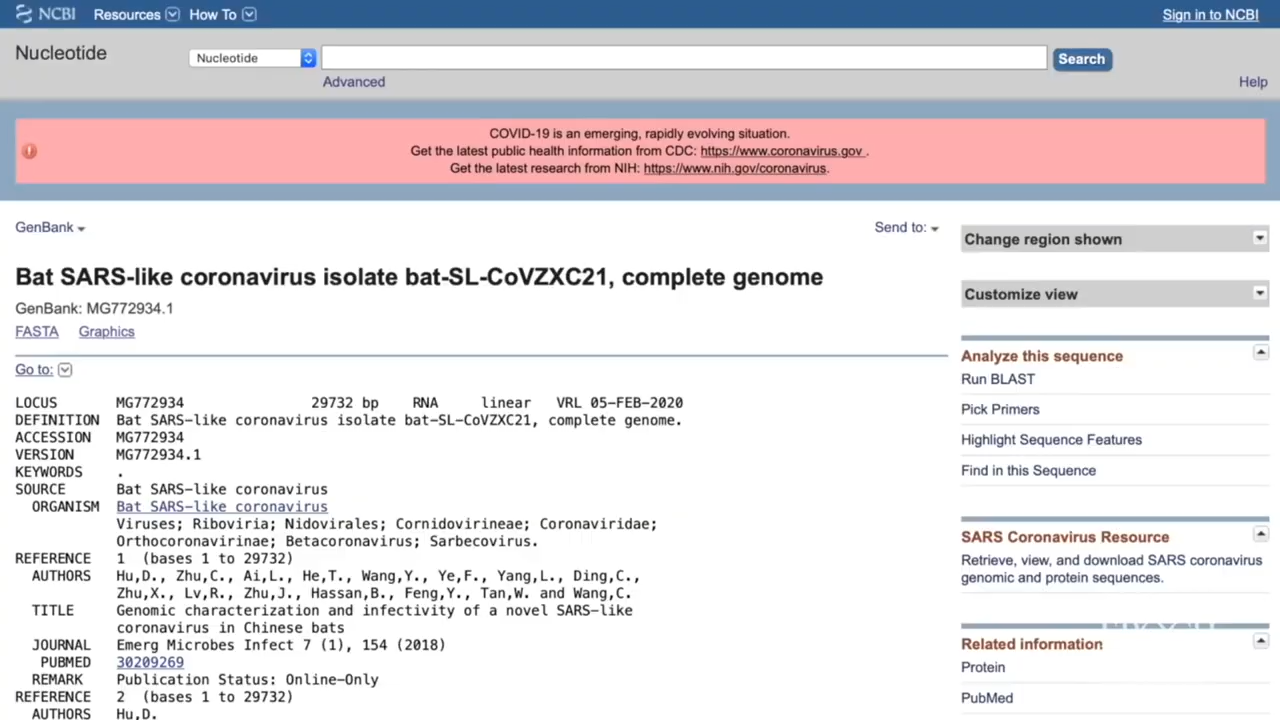 NCBI Resources How To Sign in to NCBI
Nucleotide Nucleotide Search
Advanced Help
COVID-19 is an emerging, rapidly evolving situation.
Get the latest public health information from CDC: https://www.coronavirus.gov .
Get the latest research from NIH: https://www.nih.gov/coronavirus.
GenBank Send to:
Bat SARS-like coronavirus isolate bat-SL-CoVZXC21, complete genome
GenBank: MG772934.1
FASTA Graphics
Go to:
LOCUS MG772934 29732 bp RNA linear VRL 05-FEB-2020
DEFINITION Bat SARS-like coronavirus isolate bat-SL-CoVZXC21, complete genome.
ACCESSION MG772934
VERSION MG772934.1
KEYWORDS .
SOURCE Bat SARS-like coronavirus
ORGANISM Bat SARS-like coronavirus
Viruses; Riboviria; Nidovirales; Cornidovirineae; Coronaviridae;
Orthocoronavirinae; Betacoronavirus; Sarbecovirus.
REFERENCE 1 (bases 1 to 29732)
AUTHORS Hu,D., Zhu,C., Ai,L., He,T., Wang,Y., Ye,F., Yang,L., Ding,C.,
Zhu,X., Lv,R., Zhu,J., Hassan,B., Feng,Y., Tan,W. and Wang,C.
TITLE Genomic characterization and infectivity of a novel SARS-like
coronavirus in Chinese bats
JOURNAL Emerg Microbes Infect 7 (1), 154 (2018)
PUBMED 30209269
REMARK Publication Status: Online-Only
REFERENCE 2 (bases 1 to 29732)
AUTHORS Hu,D.
Change region shown
Customize view
Analyze this sequence
Run BLAST
Pick Primers
Highlight Sequence Features
Find in this Sequence
SARS Coronavirus Resource
Retrieve, view, and download SARS coronavirus
genomic and protein sequences.
Related information
Protein
PubMed